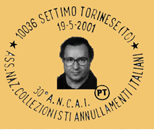 10036 SETTIMO TORINESE (TO)
19-5-2001
ASS. NAZ. COLLEZIONISTI ANNULLAMENTI ITALIANI
30° A.N.C.A.I.
PT